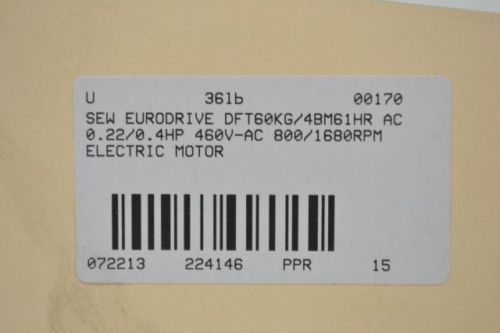 U 36lb 00170
SEW EURODRIVE DFT60KG/4BM61HR AC
0.22/0.4HP 460V-AC 800/1680RPM
ELECTRIC MOTOR
072213 224146 PPR 15